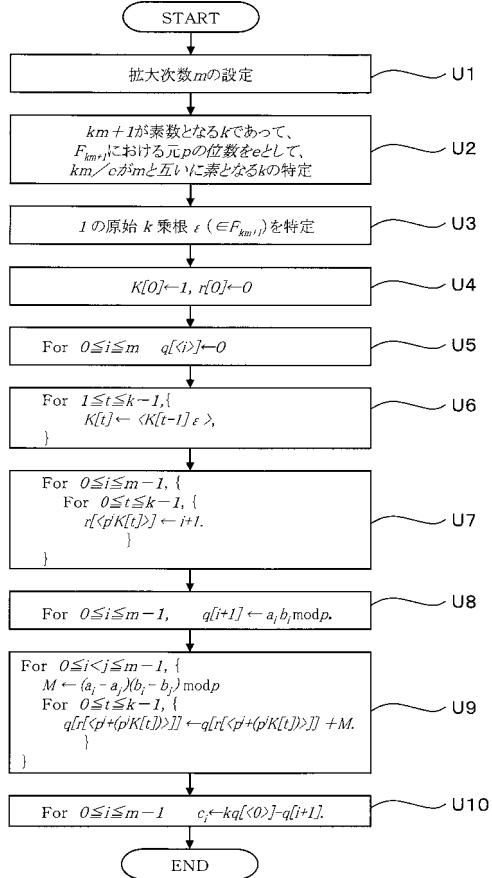 START
拡大次数mの設定
U1
km+1が素数となるkであって、
F_{km+1}における元pの位数をeとして、
km/eがmと互いに素となるkの特定
U2
1の原始k乗根 ε (∈F_{km+1})を特定
U3
K[0]←1, r[0]←0
U4
For 0≦i≦m q[<i>]←0
U5
For 1≦t≦k-1,{
K[t]← <K[t-1] ε >,
}
U6
For 0≦i≦m-1, {
For 0≦t≦k-1, {
r[<p^iK[t]>] ← i+1.
}
}
U7
For 0≦i≦m-1, q[i+1] ← a_i b_i mod p.
U8
For 0≦i<j≦m-1, {
M ← (a_i - a_j)(b_i - b_j) mod p
For 0≦t≦k-1, {
q[r[<p^i+(p^jK[t])>]] ←q[r[<p^i+(p^jK[t])>]] +M.
}
}
U9
For 0≦i≦m-1 c_i←kq[<0>]-q[i+1].
U10
END